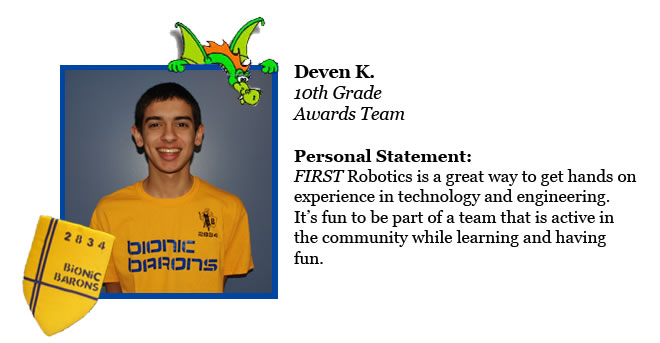 Deven K.
10th Grade
Awards Team
Personal Statement:
FIRST Robotics is a great way to get hands on
experience in technology and engineering.
It's fun to be part of a team that is active in
the community while learning and having
fun.
2834
BIONIC
BARONS
2834
BiONiC
BARONS